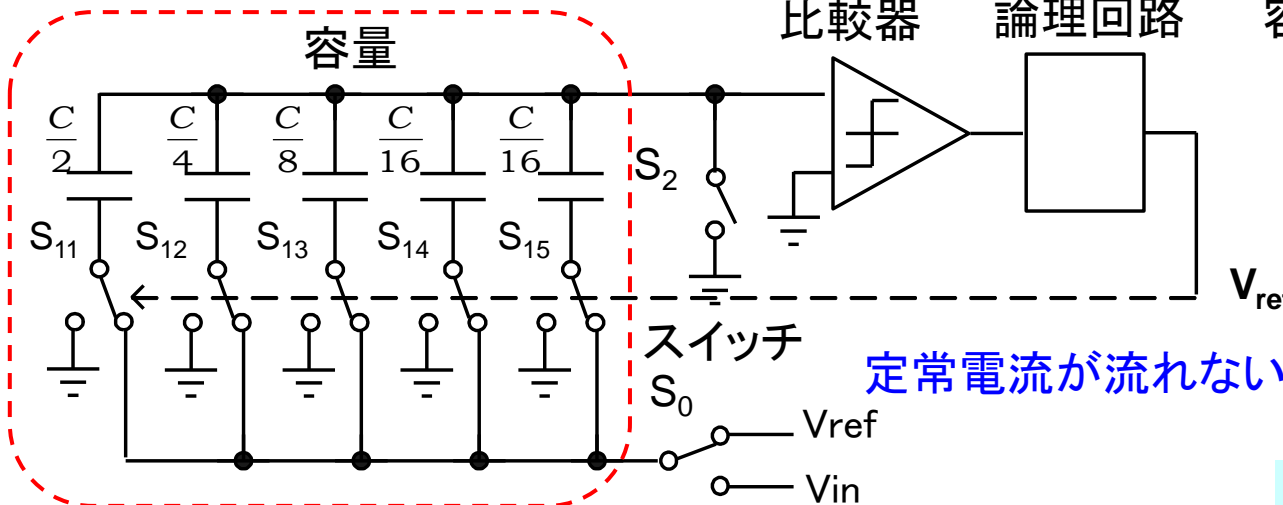 比較器 論理回路
容量
C/2 C/4 C/8 C/16 C/16
S2
S11 S12 S13 S14 S15
スイッチ
定常電流が流れない
S0
Vref
Vin